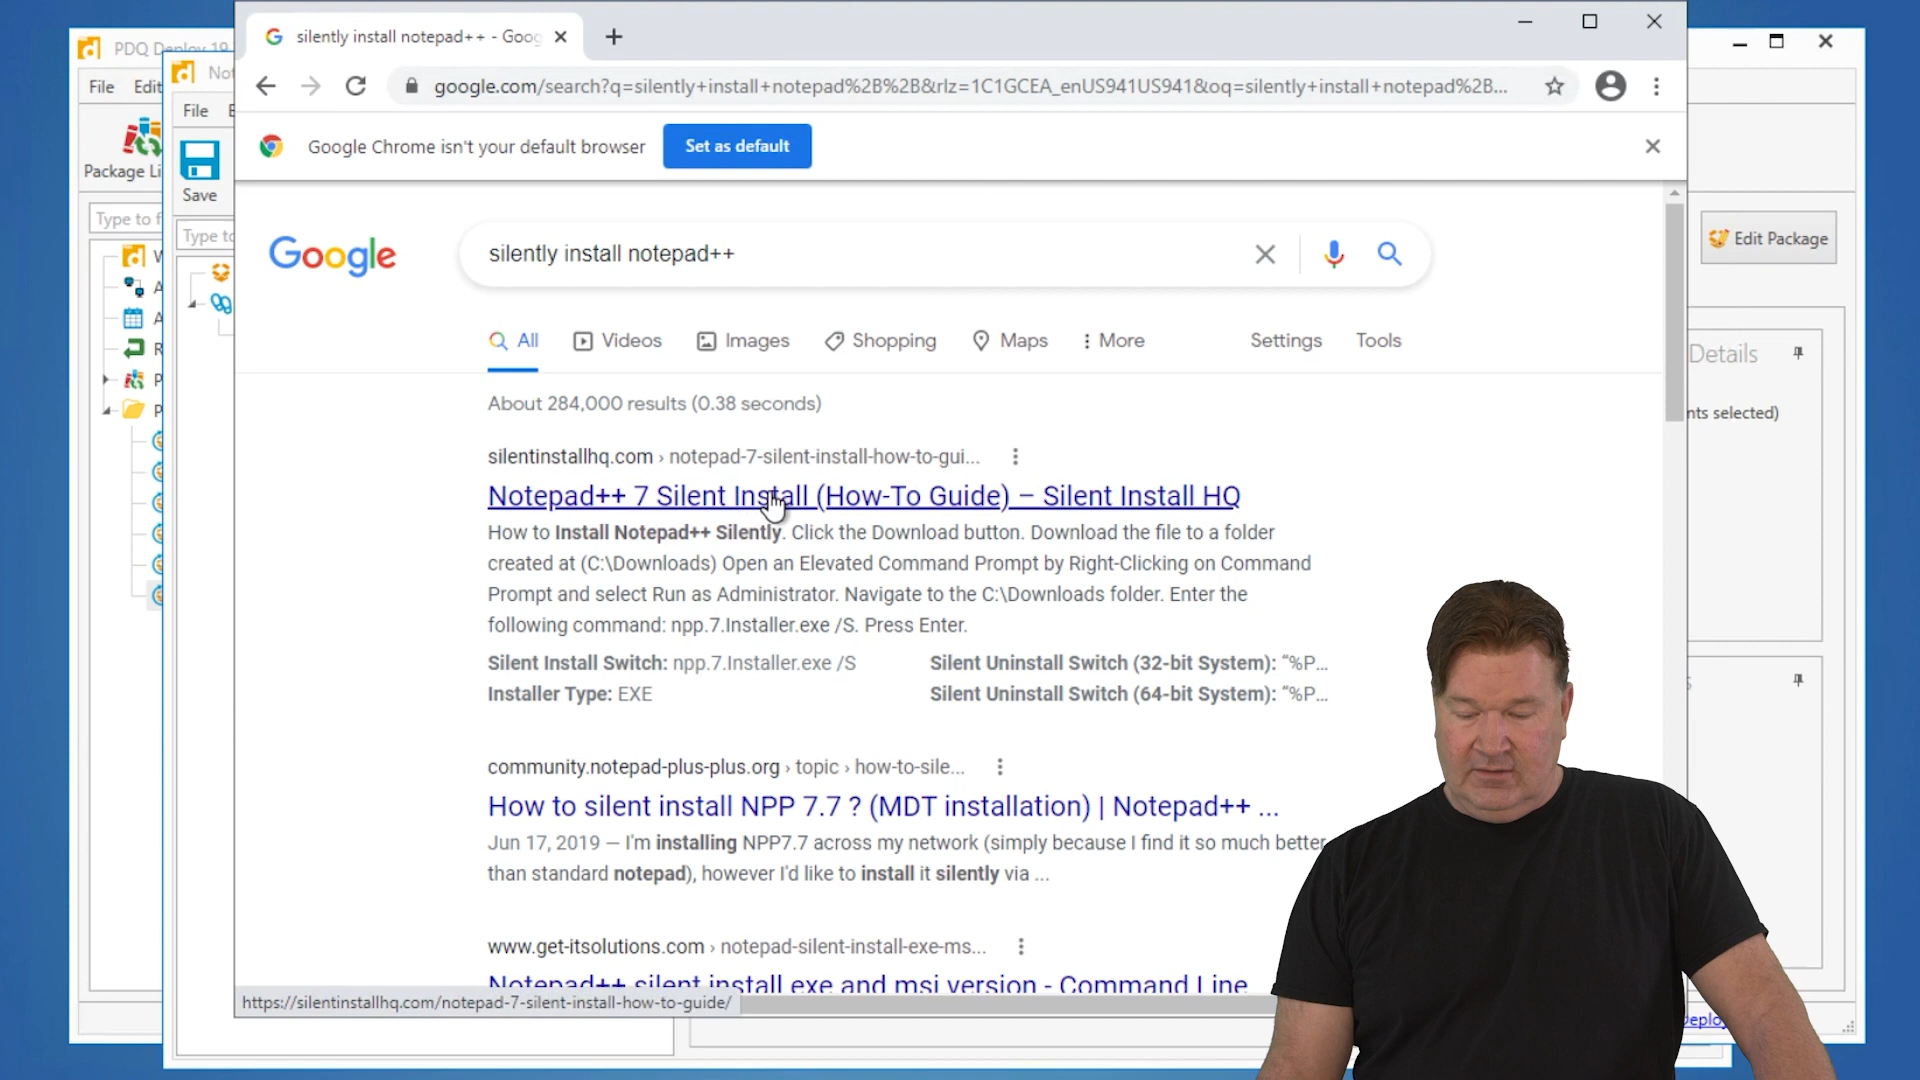 PDQ Deploy 19
File Edit
Package Li
Type to f
File
Save
Type to
silently install notepad++ - Goog
google.com/search?q=silently+install+notepad%2B%2B&rlz=1C1GCEA_enUS941US941&oq=silently+install+notepad%2B...
Google Chrome isn't your default browser
Set as default
Google
silently install notepad++
All
Videos
Images
Shopping
Maps
More
Settings
Tools
About 284,000 results (0.38 seconds)
silentinstallhq.com › notepad-7-silent-install-how-to-gui...
Notepad++ 7 Silent Install (How-To Guide) – Silent Install HQ
How to Install Notepad++ Silently. Click the Download button. Download the file to a folder
created at (C:\Downloads) Open an Elevated Command Prompt by Right-Clicking on Command
Prompt and select Run as Administrator. Navigate to the C:\Downloads folder. Enter the
following command: npp.7.Installer.exe /S. Press Enter.
Silent Install Switch: npp.7.Installer.exe /S
Silent Uninstall Switch (32-bit System): “%P...
Installer Type: EXE
Silent Uninstall Switch (64-bit System): “%P...
community.notepad-plus-plus.org › topic › how-to-sile...
How to silent install NPP 7.7 ? (MDT installation) | Notepad++ ...
Jun 17, 2019 — I'm installing NPP7.7 across my network (simply because I find it so much better
than standard notepad), however I'd like to install it silently via ...
www.get-itsolutions.com › notepad-silent-install-exe-ms...
Notepad++ silent install exe and msi version - Command Line
https://silentinstallhq.com/notepad-7-silent-install-how-to-guide/
Edit Package
Details
nts selected)